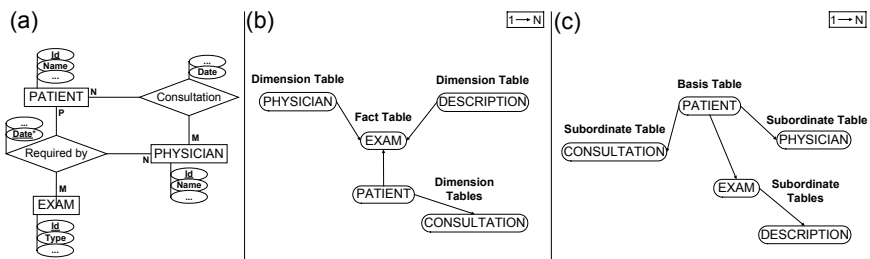 (a)
...
Id
Date
Name
...
N
PATIENT
Consultation
P
...
M
Date*
Required by
N
PHYSICIAN
M
Id
EXAM
Name
...
Id
Type
...
(b)
1→N
Dimension Table
Dimension Table
PHYSICIAN
Fact Table
DESCRIPTION
EXAM
PATIENT
Dimension
Tables
CONSULTATION
(c)
1→N
Basis Table
PATIENT
Subordinate Table
Subordinate Table
PHYSICIAN
CONSULTATION
EXAM
Subordinate
Tables
DESCRIPTION